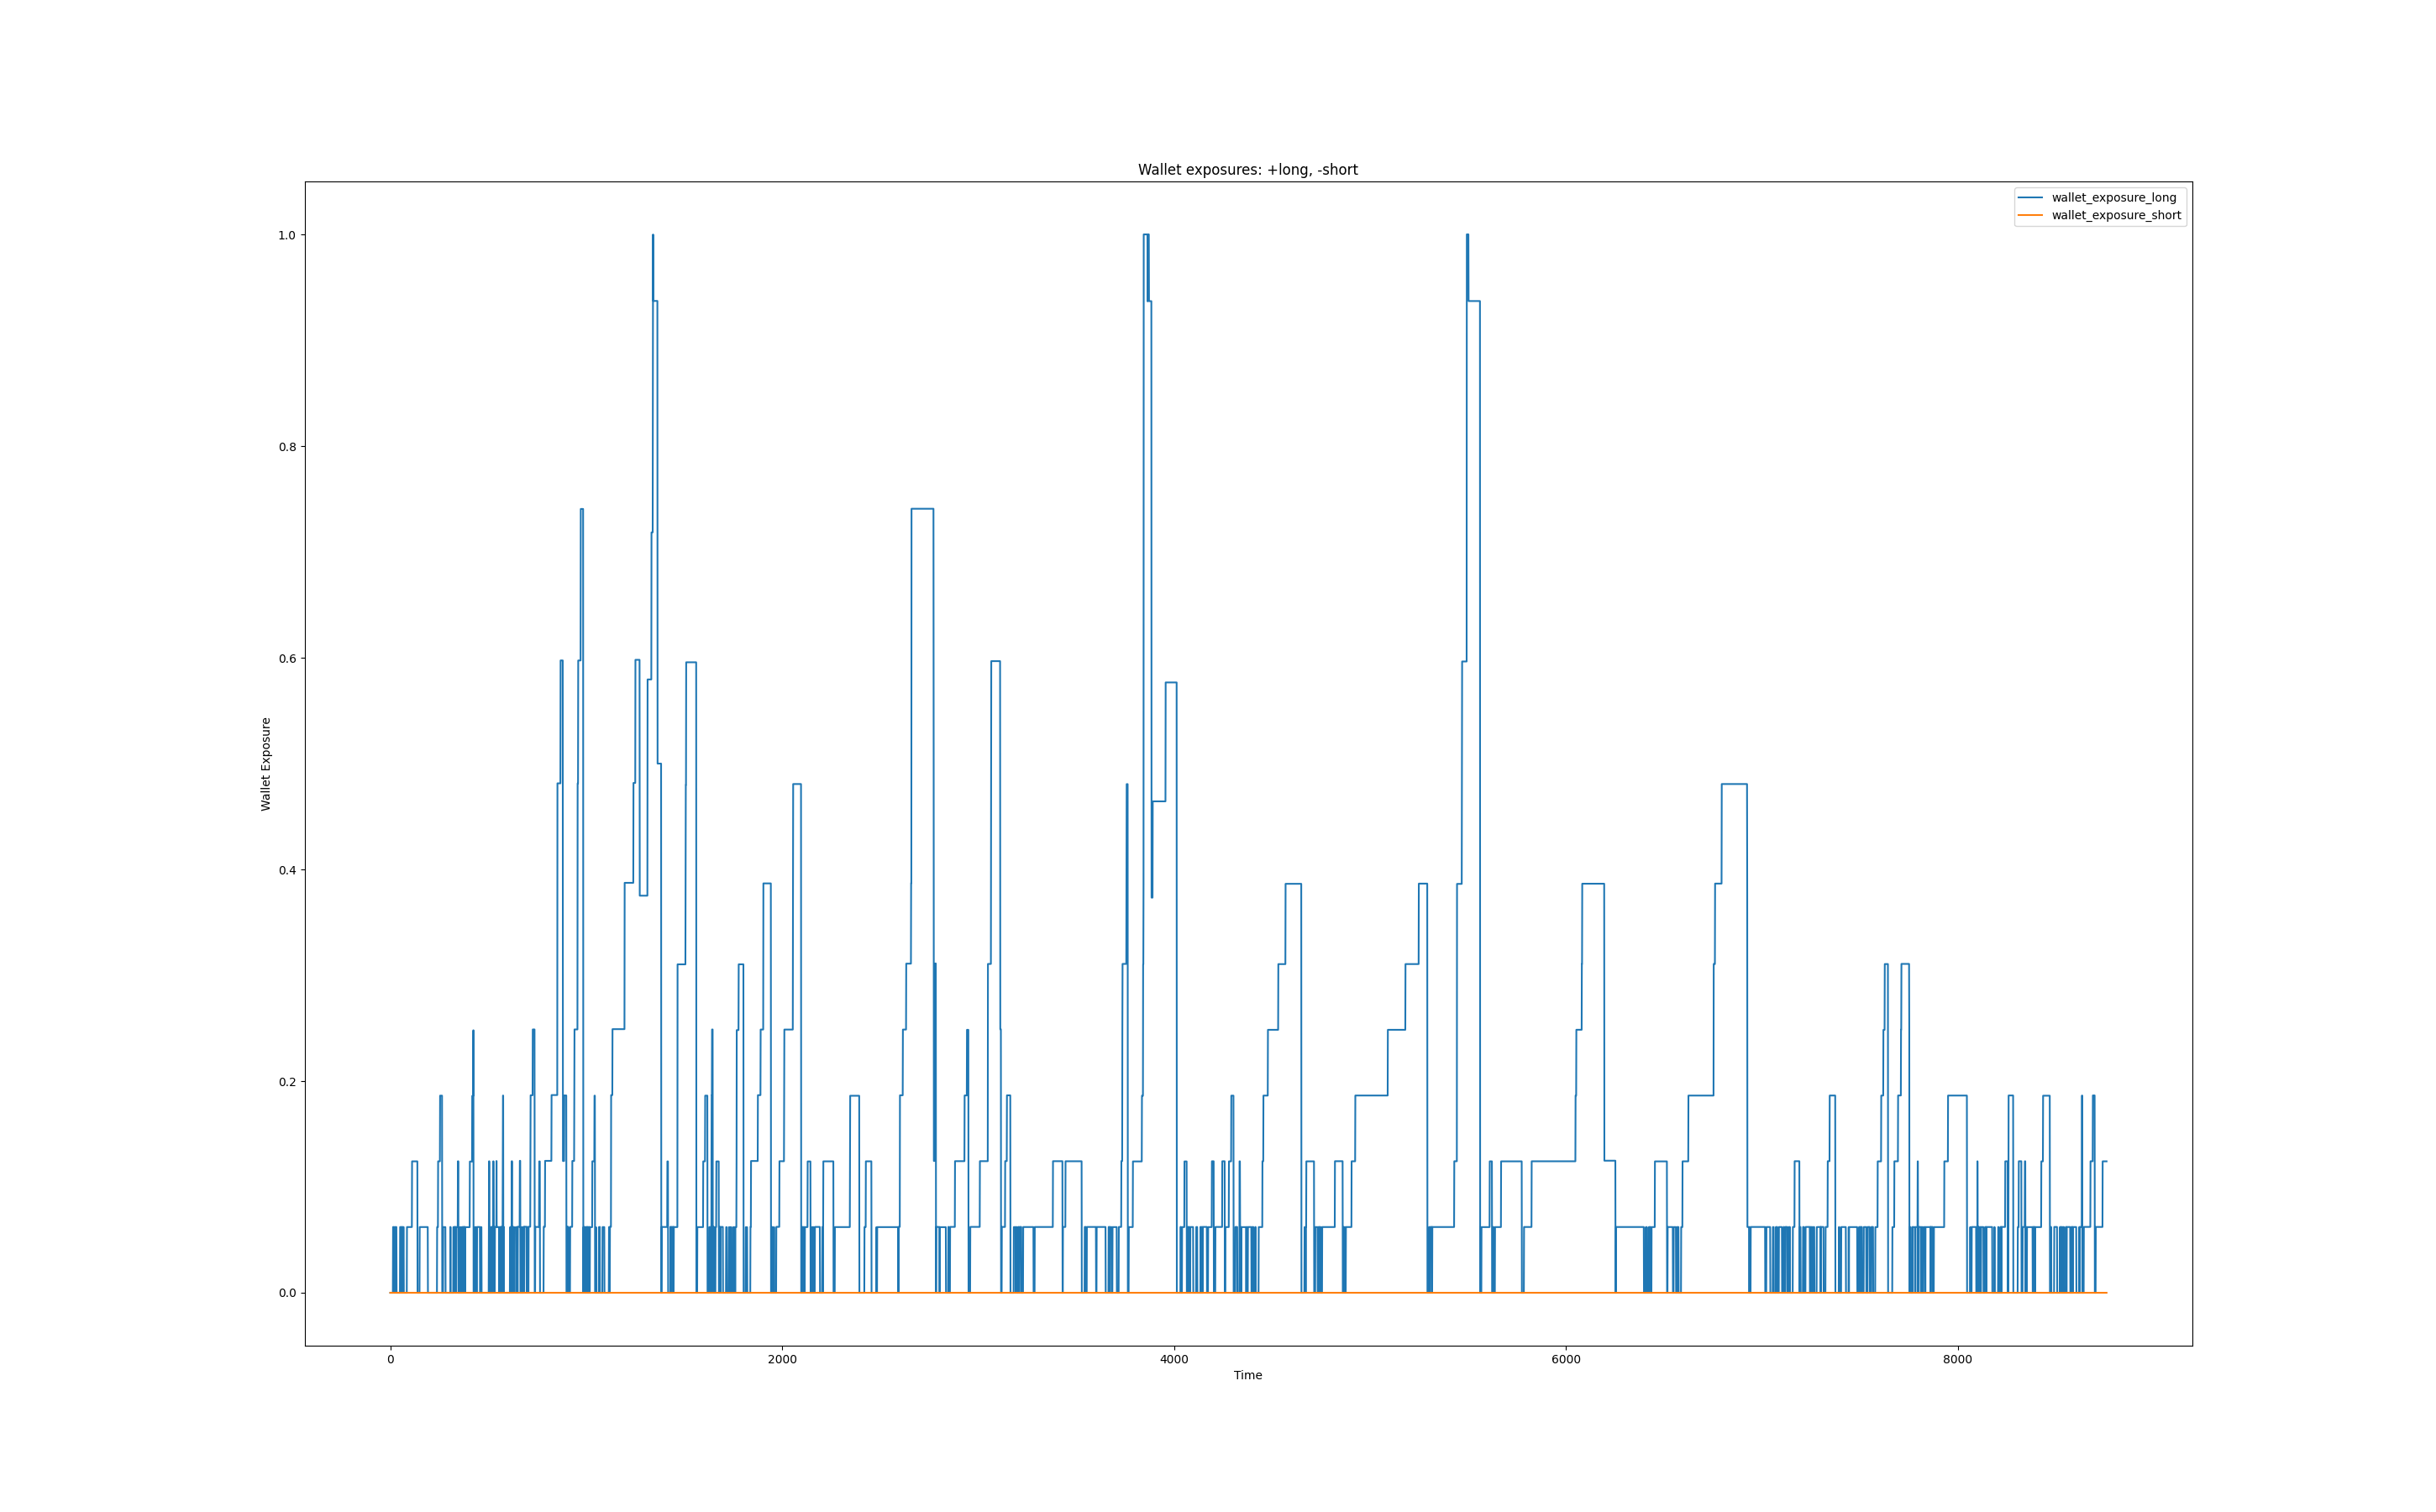 Wallet exposures: +long, -short
wallet_exposure_long
wallet_exposure_short
1.0
0.8
0.6
0.4
0.2
0.0
Wallet Exposure
0 2000 4000 6000 8000
Time